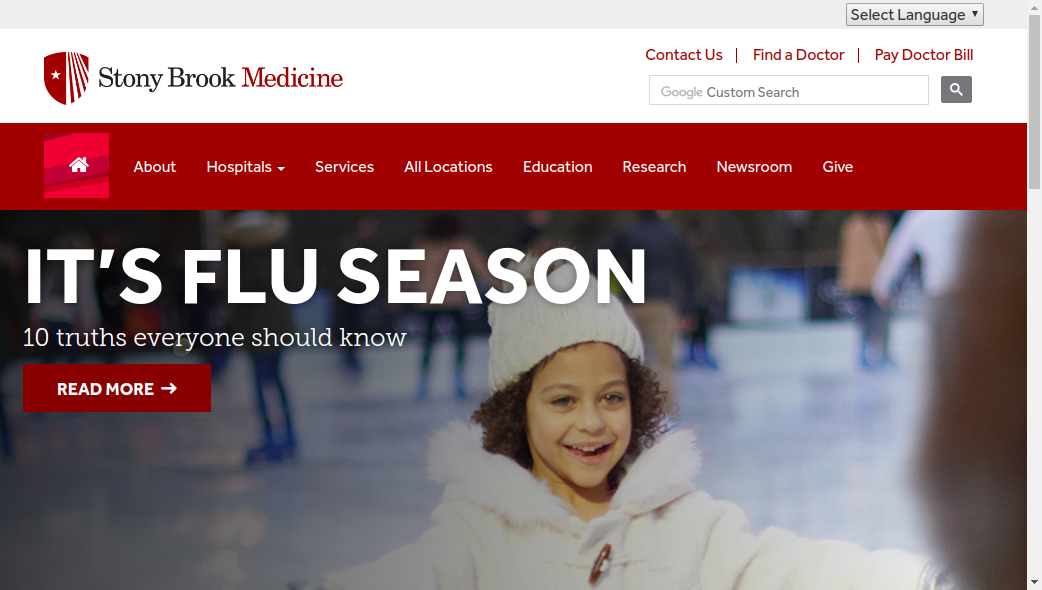 Select Language
Stony Brook Medicine
Contact Us | Find a Doctor | Pay Doctor Bill
Google Custom Search
About Hospitals Services All Locations Education Research Newsroom Give
IT'S FLU SEASON
10 truths everyone should know
READ MORE →